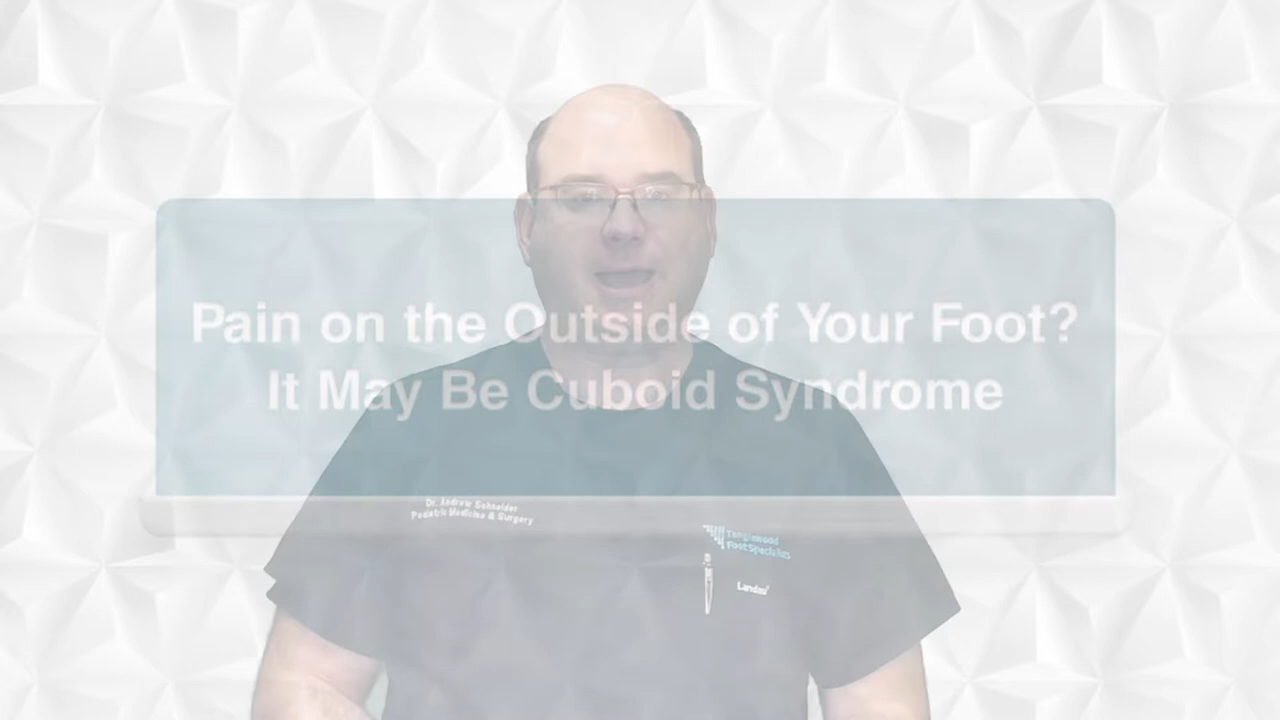 Pain on the Outside of Your Foot?
It May Be Cuboid Syndrome
Dr. Andrew Schneider
Podiatric Medicine & Surgery
Tanglewood
Foot Specialists
Landau